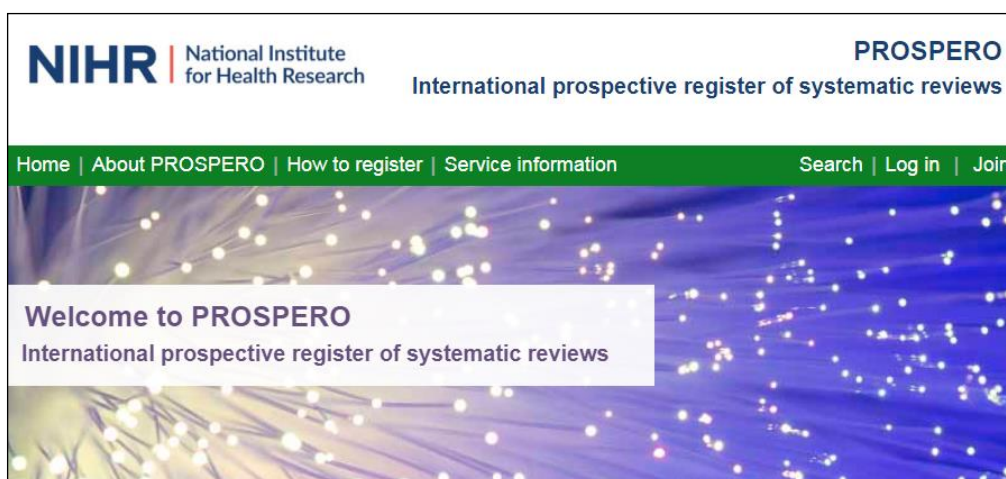 NIHR | National Institute
for Health Research
PROSPERO
International prospective register of systematic reviews
Home | About PROSPERO | How to register | Service information
Search | Log in | Join
Welcome to PROSPERO
International prospective register of systematic reviews